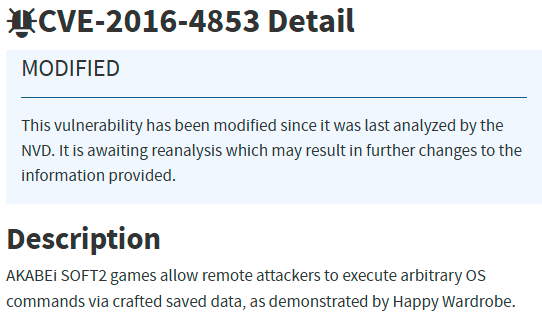 CVE-2016-4853 Detail
MODIFIED
This vulnerability has been modified since it was last analyzed by the
NVD. It is awaiting reanalysis which may result in further changes to the
information provided.
Description
AKABEi SOFT2 games allow remote attackers to execute arbitrary OS
commands via crafted saved data, as demonstrated by Happy Wardrobe.